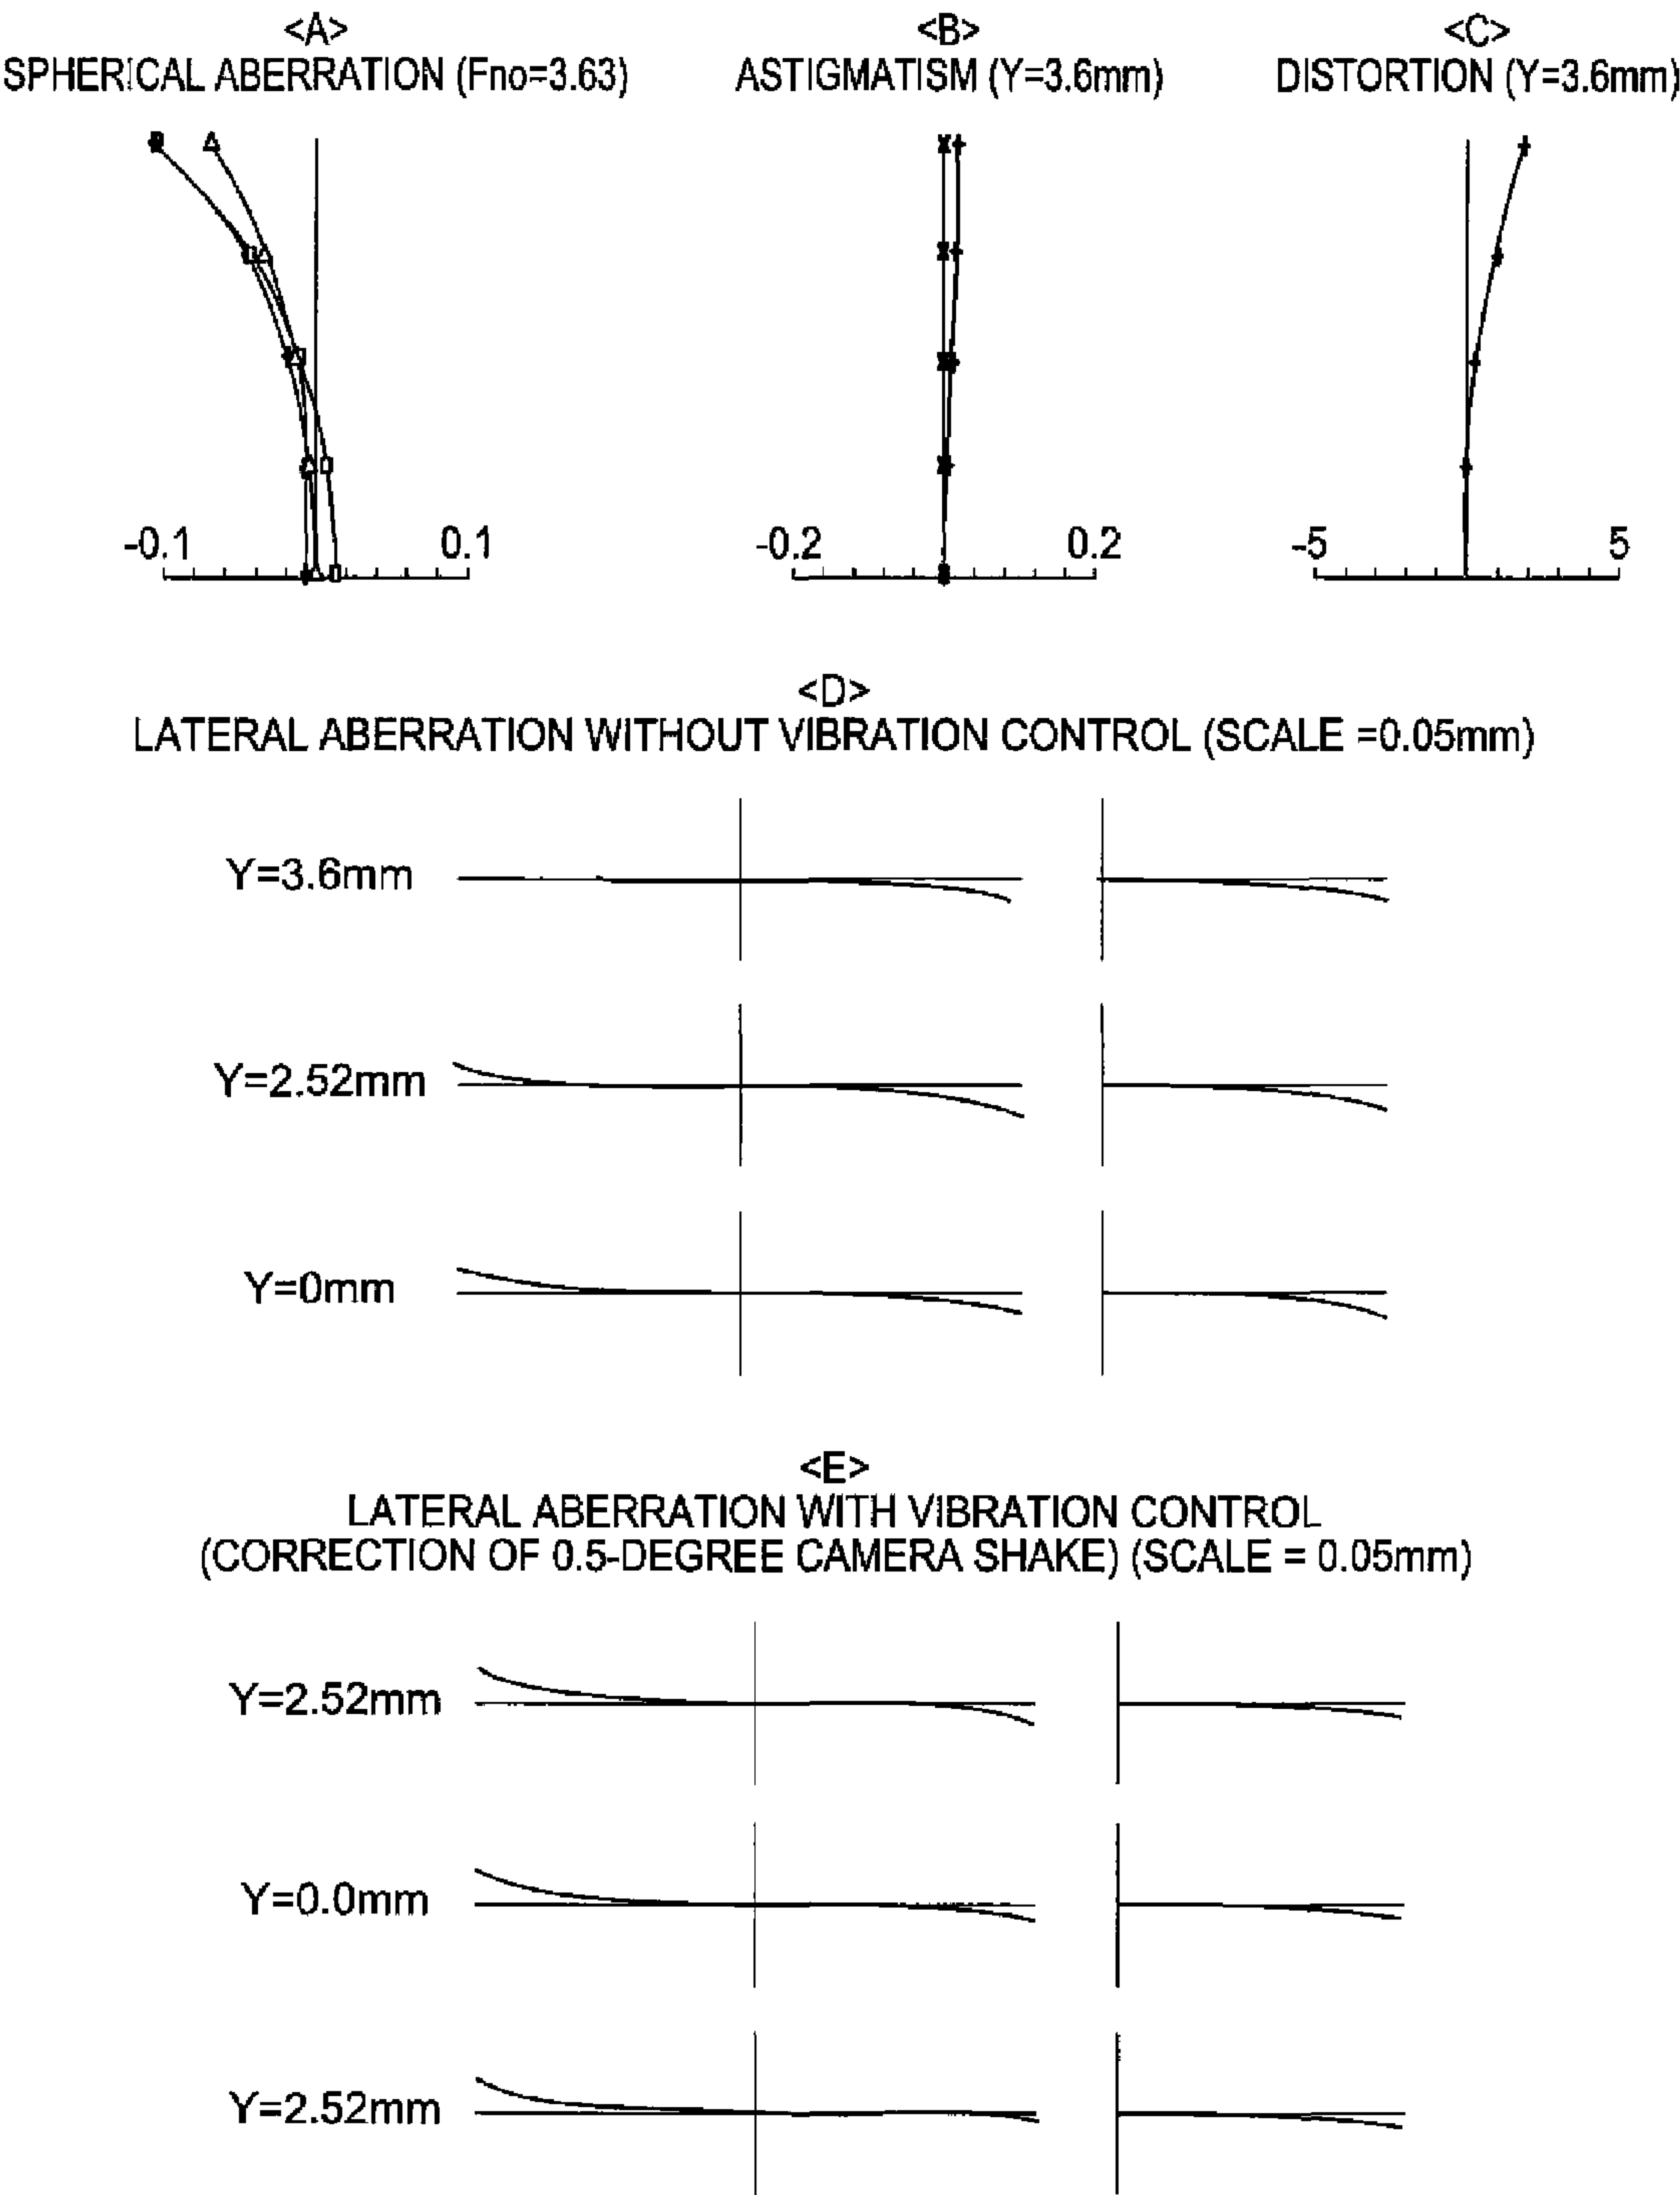 <A>
SPHERICAL ABERRATION (Fno=3.63)
<B>
ASTIGMATISM (Y=3.6mm)
<C>
DISTORTION (Y=3.6mm)
-0.1 0.1
-0.2 0.2
-5 5
<D>
LATERAL ABERRATION WITHOUT VIBRATION CONTROL (SCALE =0.05mm)
Y=3.6mm
Y=2.52mm
Y=0mm
<E>
LATERAL ABERRATION WITH VIBRATION CONTROL
(CORRECTION OF 0.5-DEGREE CAMERA SHAKE) (SCALE = 0.05mm)
Y=2.52mm
Y=0.0mm
Y=2.52mm